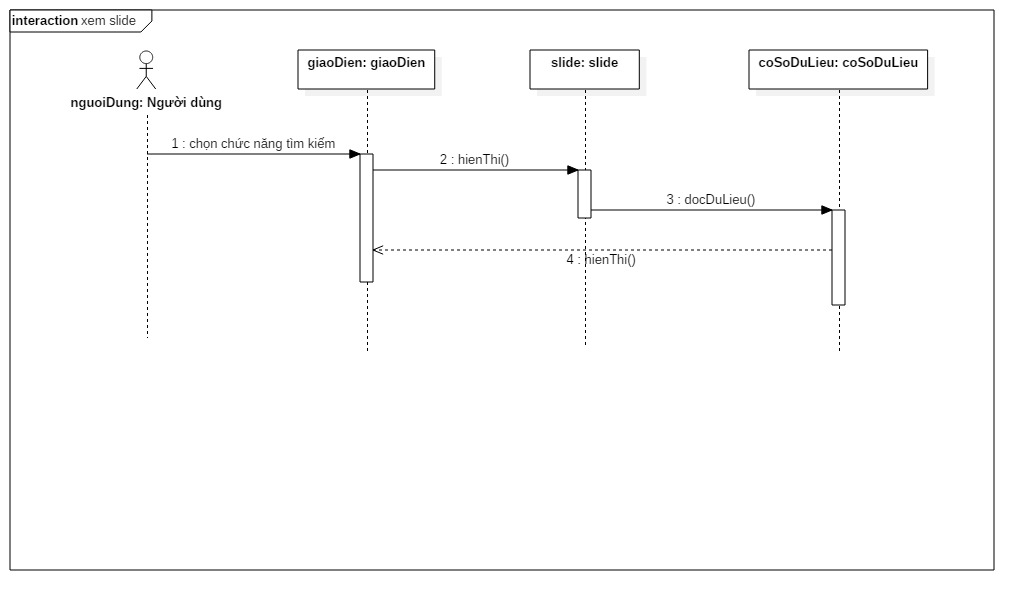 interaction xem slide
giaoDien: giaoDien
slide: slide
coSoDuLieu: coSoDuLieu
nguoiDung: Người dùng
1 : chọn chức năng tìm kiếm
2 : hienThi()
3 : docDuLieu()
4 : hienThi()